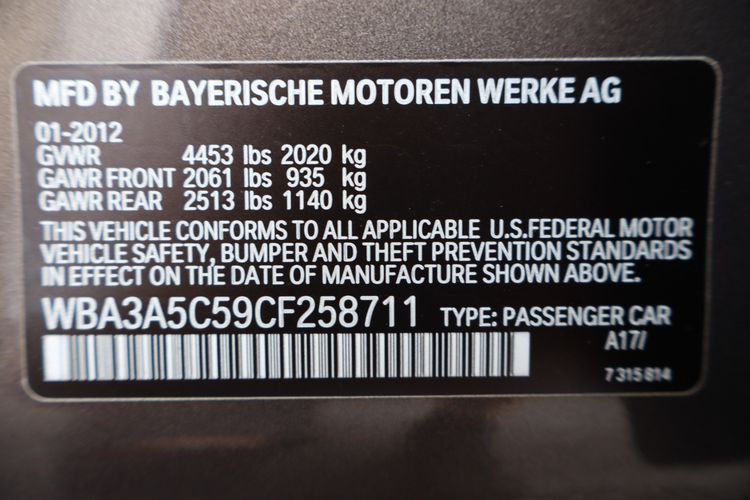 MFD BY BAYERISCHE MOTOREN WERKE AG
01-2012
GVWR 4453 lbs 2020 kg
GAWR FRONT 2061 lbs 935 kg
GAWR REAR 2513 lbs 1140 kg
THIS VEHICLE CONFORMS TO ALL APPLICABLE U.S.FEDERAL MOTOR
VEHICLE SAFETY, BUMPER AND THEFT PREVENTION STANDARDS
IN EFFECT ON THE DATE OF MANUFACTURE SHOWN ABOVE.
WBA3A5C59CF258711 TYPE: PASSENGER CAR
A17/
7 315 814